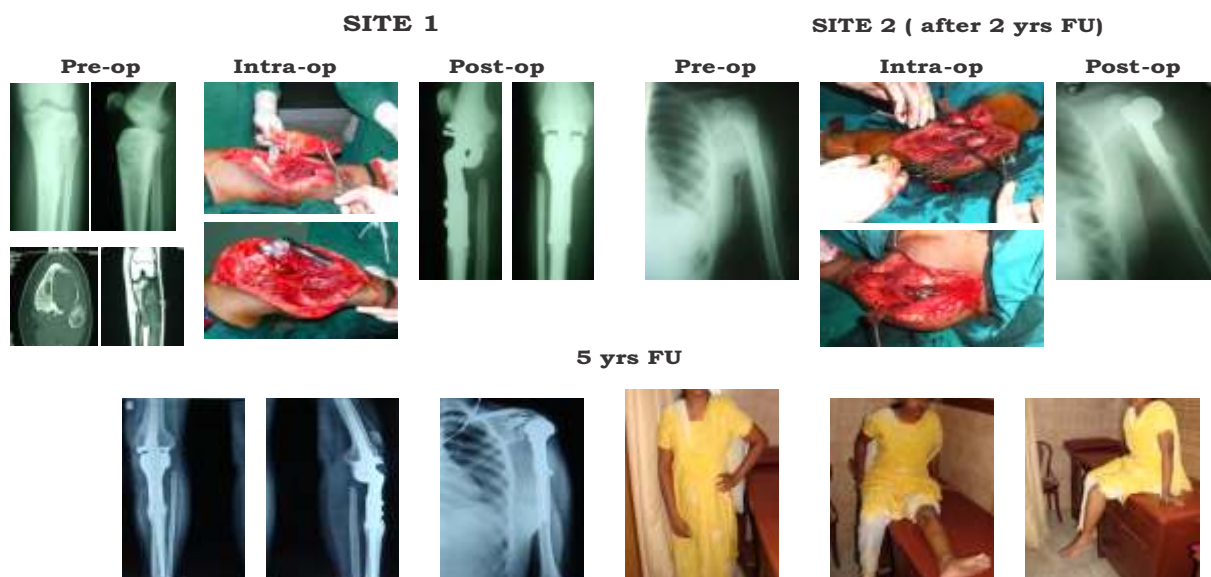 SITE 1
SITE 2 ( after 2 yrs FU)
Pre-op
Intra-op
Post-op
Pre-op
Intra-op
Post-op
5 yrs FU